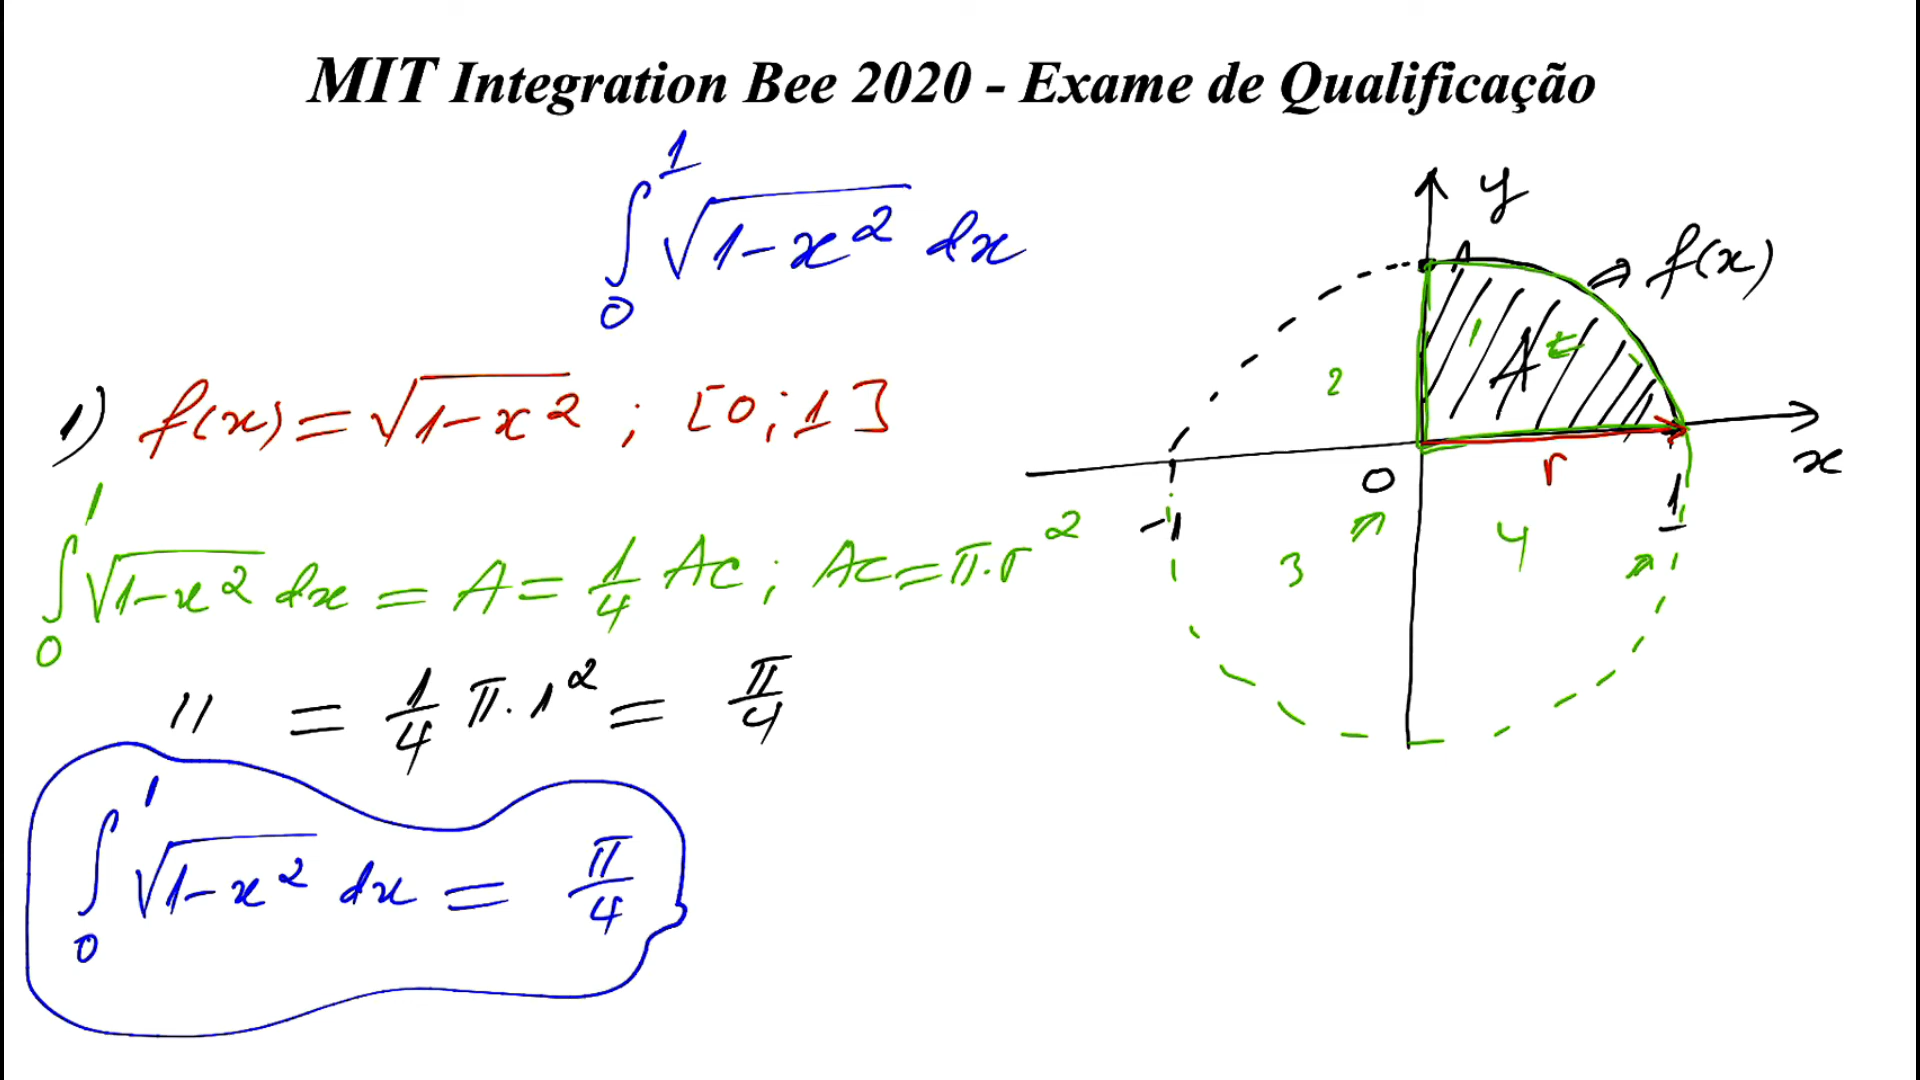 MIT Integration Bee 2020 - Exame de Qualificação
∫₀¹ √(1-x²) dx
1) f(x) = √(1-x²) ; [0;1]
∫₀¹ √(1-x²) dx = A = 1/4 Ac ; Ac = π.r²
" = 1/4 π.1² = π/4
∫₀¹ √(1-x²) dx = π/4
y
1
f(x)
1
A
2
x
0
r
-1
1
3
4